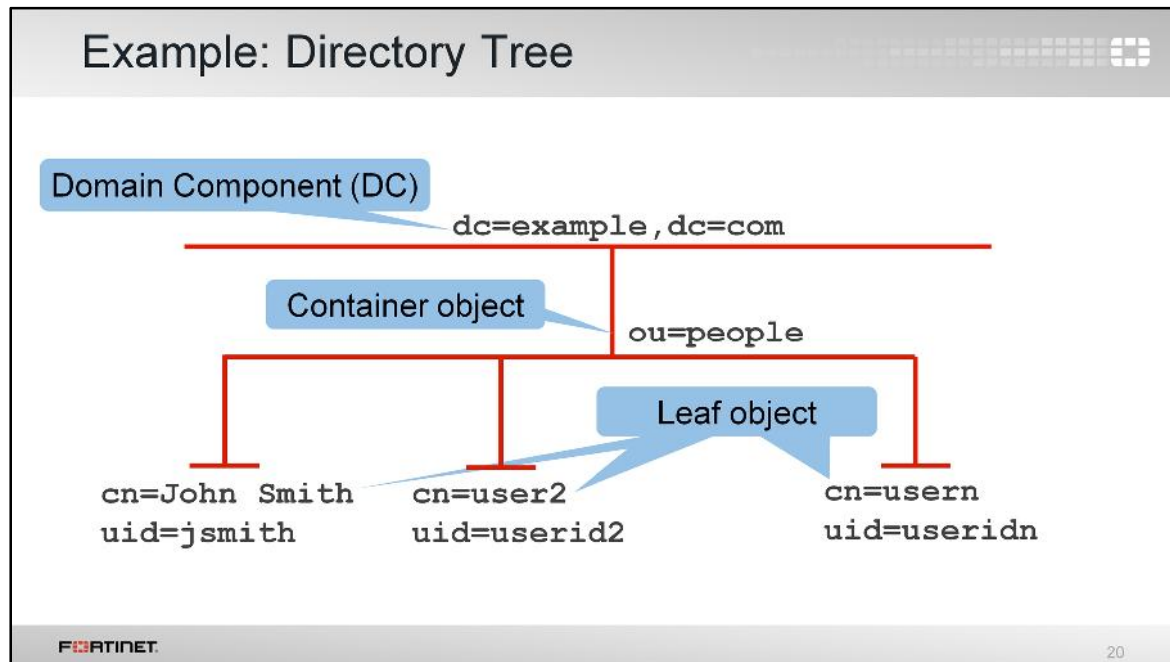 Example: Directory Tree
Domain Component (DC)
dc=example,dc=com
Container object
ou=people
Leaf object
cn=John Smith
uid=jsmith
cn=user2
uid=userid2
cn=usern
uid=useridn
FORTINET
20